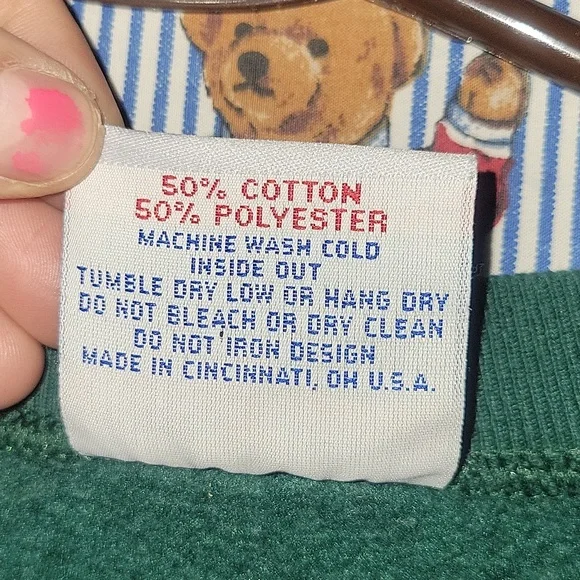 50% COTTON
50% POLYESTER
MACHINE WASH COLD
INSIDE OUT
TUMBLE DRY LOW OR HANG DRY
DO NOT BLEACH OR DRY CLEAN
DO NOT IRON DESIGN
MADE IN CINCINNATI, OH U.S.A.